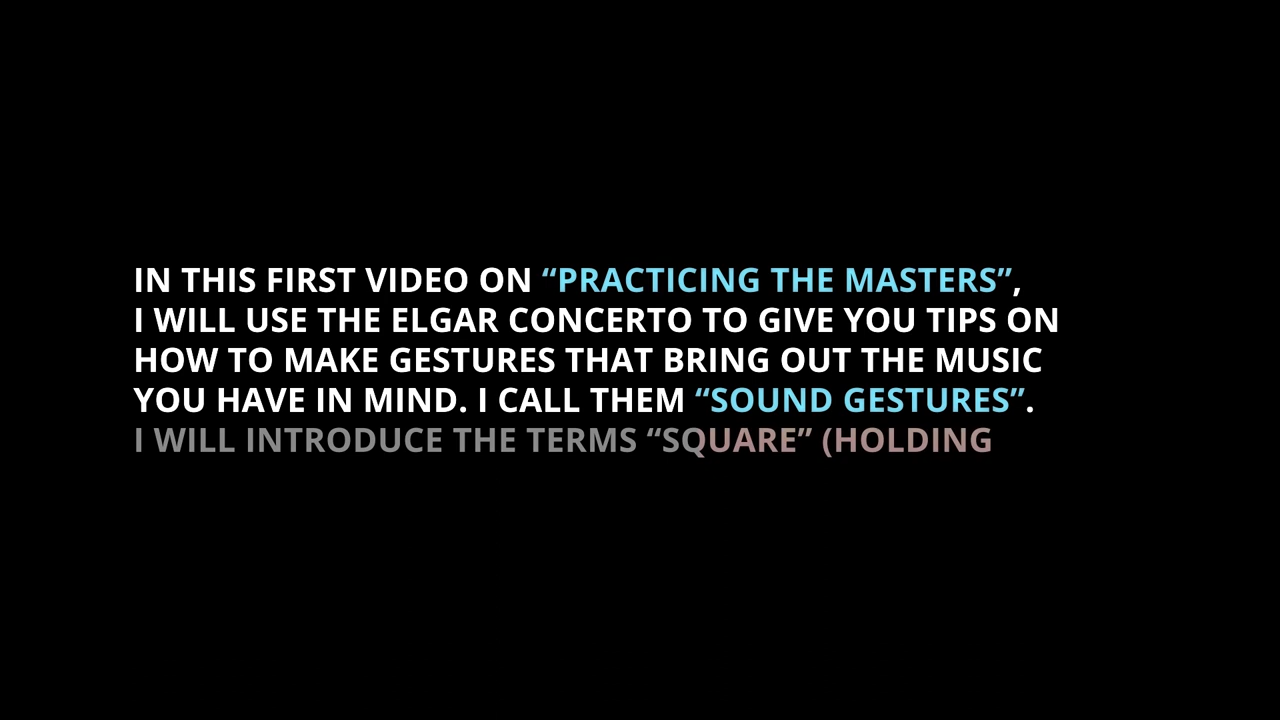 IN THIS FIRST VIDEO ON “PRACTICING THE MASTERS”,
I WILL USE THE ELGAR CONCERTO TO GIVE YOU TIPS ON
HOW TO MAKE GESTURES THAT BRING OUT THE MUSIC
YOU HAVE IN MIND. I CALL THEM “SOUND GESTURES”.
I WILL INTRODUCE THE TERMS “SQUARE” (HOLDING